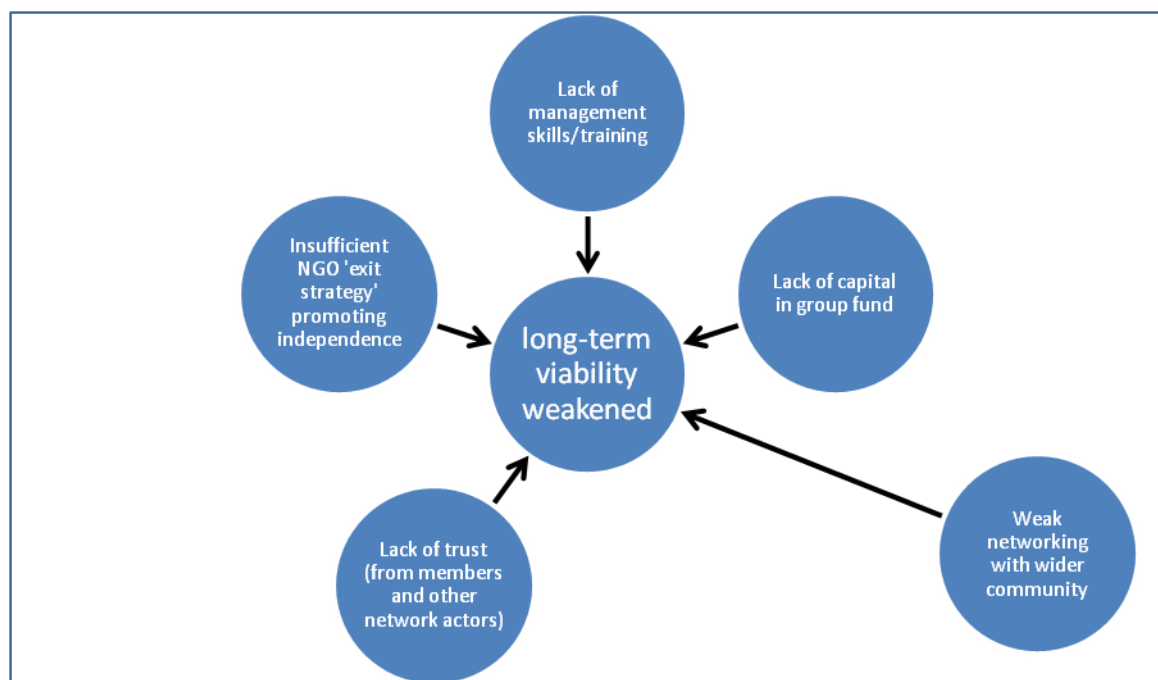 Lack of
management
skills/training
Insufficient
NGO 'exit
strategy'
promoting
independence
Lack of capital
in group fund
long-term
viability
weakened
Lack of trust
(from members
and other
network actors)
Weak
networking
with wider
community